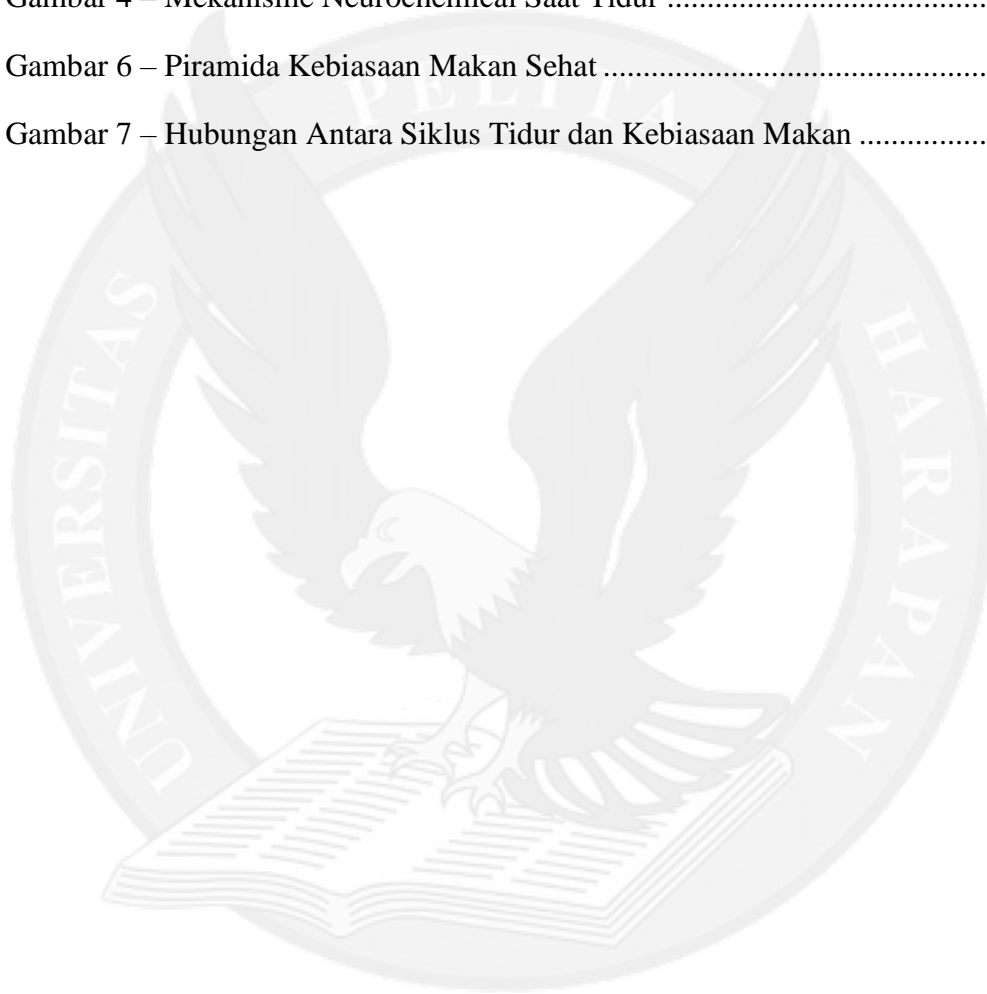 Gambar 4 – Mekanisme Neurochemical Saat Tidur ........................................
Gambar 6 – Piramida Kebiasaan Makan Sehat ...............................................
Gambar 7 – Hubungan Antara Siklus Tidur dan Kebiasaan Makan ................
UNIVERSITAS PELITA HARAPAN